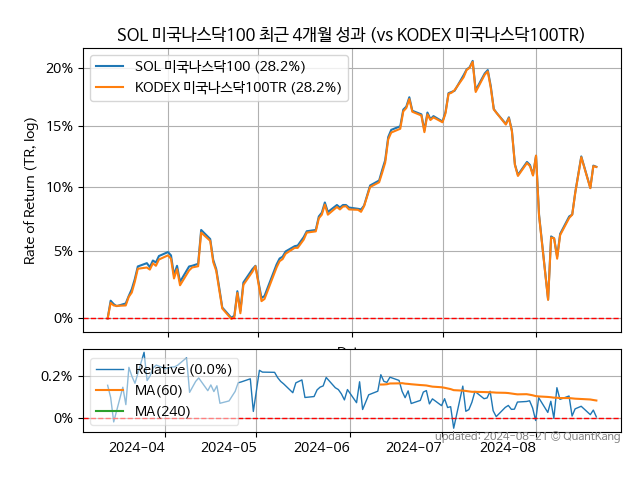 SOL 미국나스닥100 최근 4개월 성과 (vs KODEX 미국나스닥100TR)
Rate of Return (TR, log)
20%
15%
10%
5%
0%
SOL 미국나스닥100 (28.2%)
KODEX 미국나스닥100TR (28.2%)
0.2%
0%
Relative (0.0%)
MA(60)
MA(240)
2024-04 2024-05 2024-06 2024-07 2024-08
updated: 2024-08-21 © QuantKang